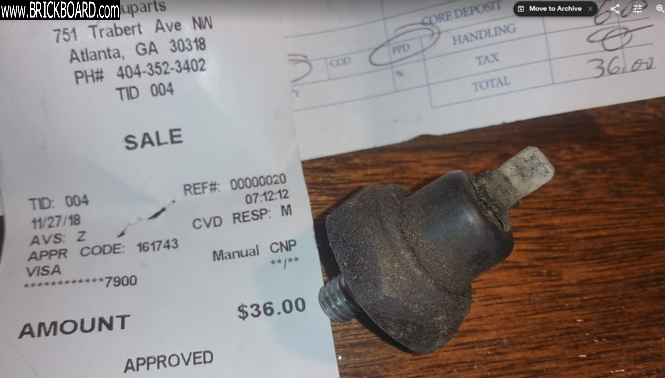 www.BRICKBOARD.com
uparts
751 Trabert Ave NW
Atlanta, GA 30318
PH# 404-352-3402
TID 004
SALE
TID: 004
REF#: 00000020
11/27/18
07:12:12
AVS: Z
CVD RESP: M
APPR CODE: 161743
VISA
Manual CNP
************7900
**/**
AMOUNT
$36.00
APPROVED
Move to Archive
CORE DEPOSIT
HANDLING
TAX
TOTAL
36.00
COD
PPD
%